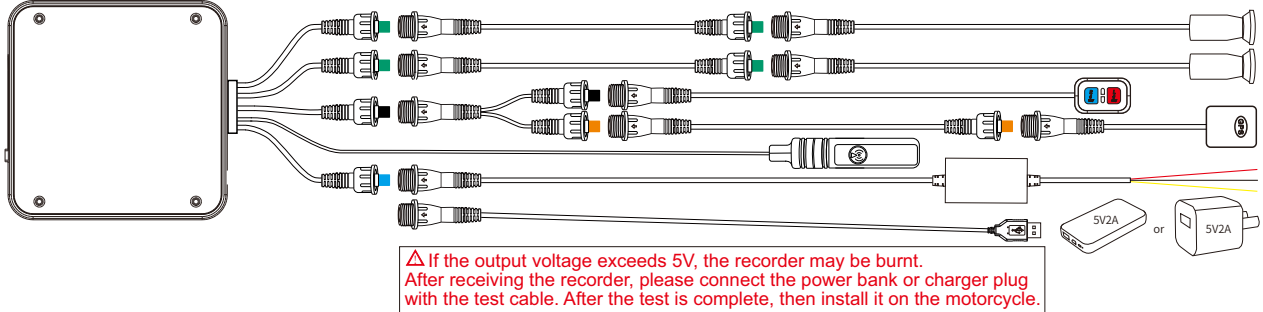 GPS
5V2A
or
5V2A
If the output voltage exceeds 5V, the recorder may be burnt.
After receiving the recorder, please connect the power bank or charger plug
with the test cable. After the test is complete, then install it on the motorcycle.